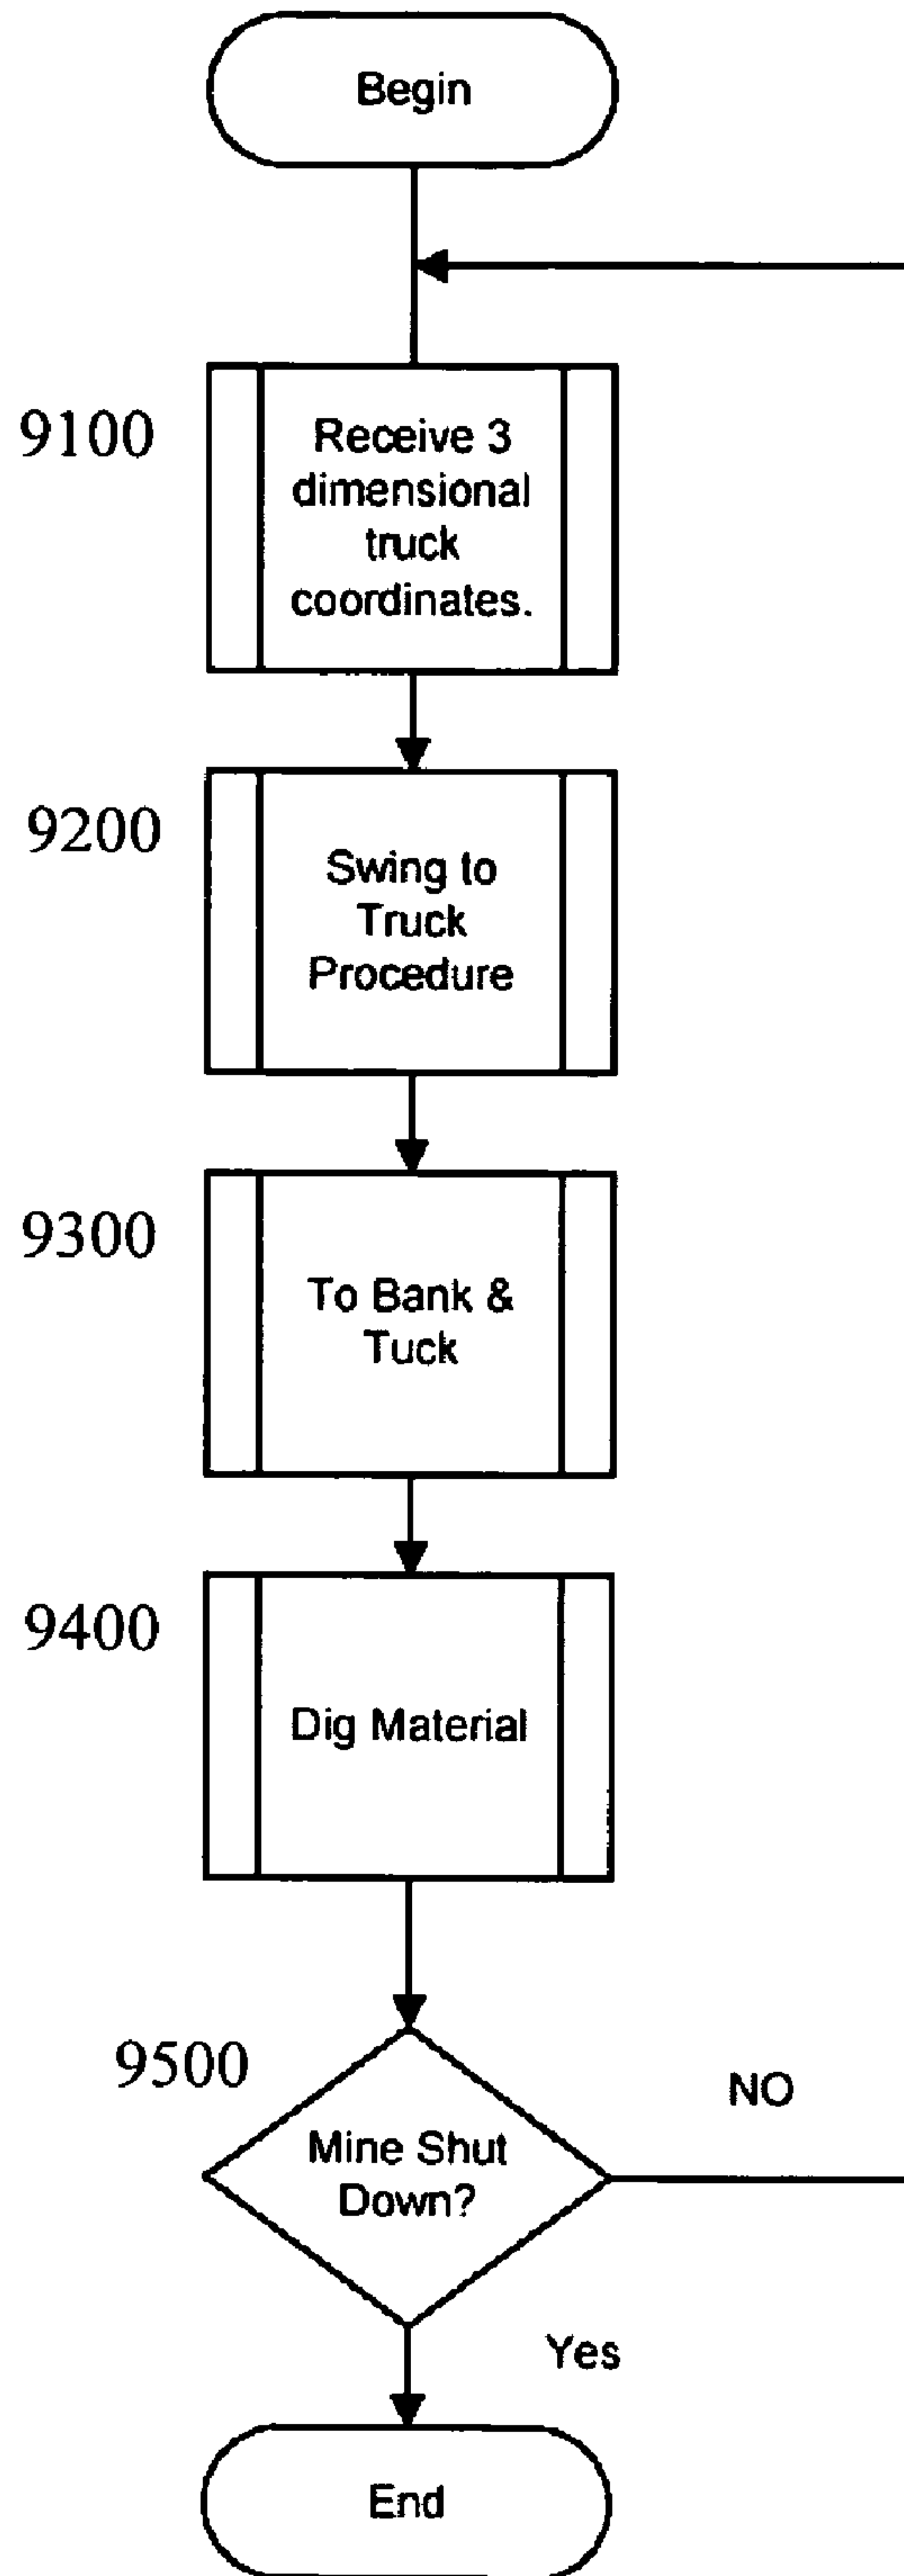 Begin
9100
Receive 3
dimensional
truck
coordinates.
9200
Swing to
Truck
Procedure
9300
To Bank &
Tuck
9400
Dig Material
9500
Mine Shut
Down?
NO
Yes
End